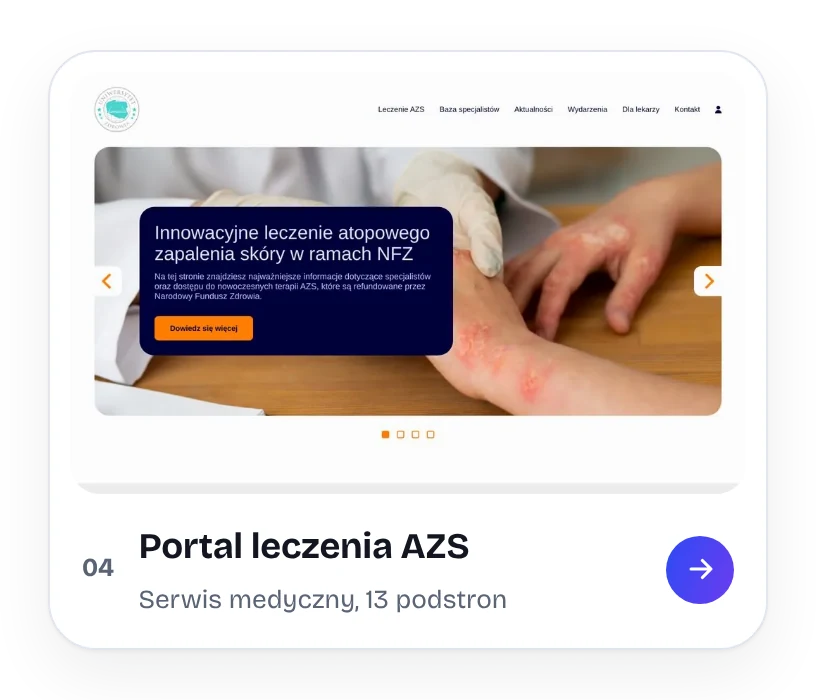 UNIWERSYTET
ZDROWIA
Leczenie AZS Baza specjalistów Aktualności Wydarzenia Dla lekarzy Kontakt
Innowacyjne leczenie atopowego
zapalenia skóry w ramach NFZ
Na tej stronie znajdziesz najważniejsze informacje dotyczące specjalistów
oraz dostępu do nowoczesnych terapii AZS, które są refundowane przez
Narodowy Fundusz Zdrowia.
Dowiedz się więcej
04
Portal leczenia AZS
Serwis medyczny, 13 podstron